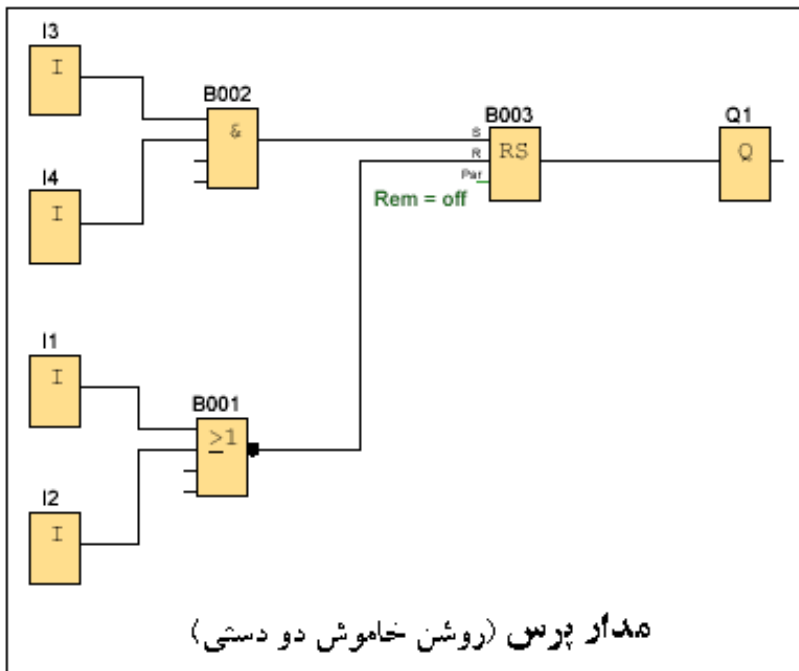 I3
I
B002
&
I4
I
B003
S
R
Par
RS
Rem = off
Q1
Q
I1
I
B001
≥1
I2
I
مدار پرس (روشن خاموش دو دستی)